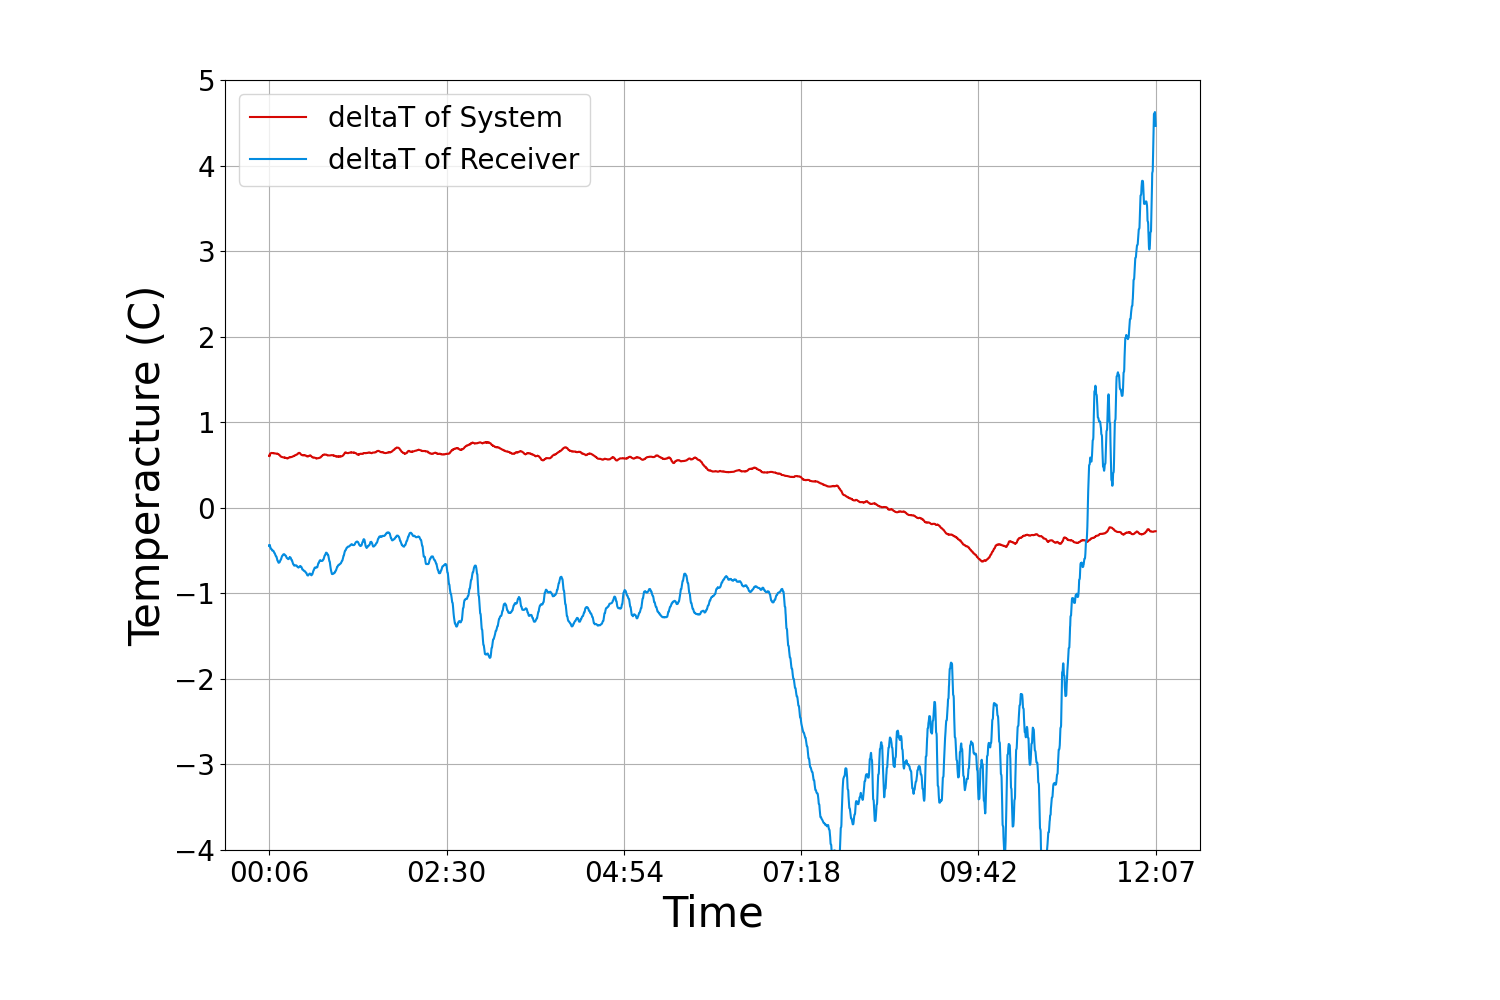 deltaT of System
deltaT of Receiver
5
4
3
2
1
0
−1
−2
−3
−4
Temperacture (C)
00:06 02:30 04:54 07:18 09:42 12:07
Time